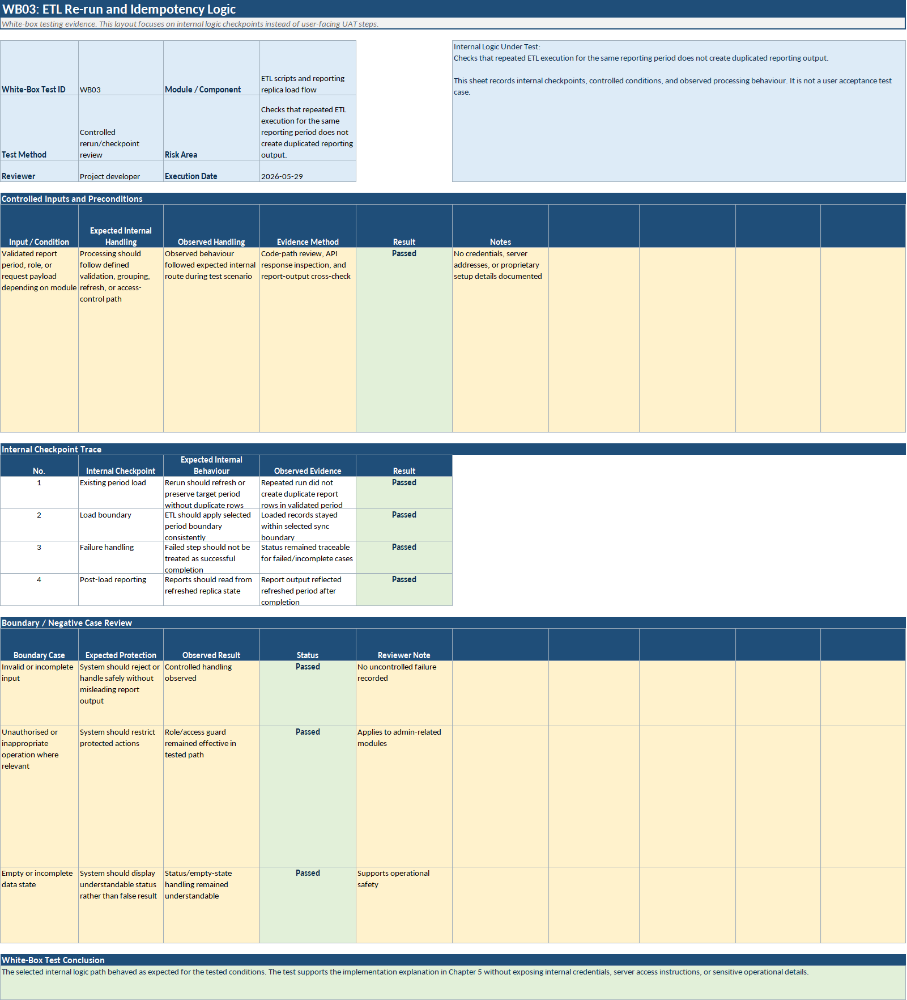 WB03: ETL Re-run and Idempotency Logic
White-box testing evidence. This layout focuses on internal logic checkpoints instead of user-facing UAT steps.
White-Box Test ID
WB03
Module / Component
ETL scripts and reporting
replica load flow
Test Method
Controlled
rerun/checkpoint
review
Risk Area
Checks that repeated ETL
execution for the same
reporting period does not
create duplicated reporting
output.
Reviewer
Project developer
Execution Date
2026-05-29
Internal Logic Under Test:
Checks that repeated ETL execution for the same reporting period does not create duplicated reporting output.
This sheet records internal checkpoints, controlled conditions, and observed processing behaviour. It is not a user acceptance test
case.
Controlled Inputs and Preconditions
Input / Condition
Expected Internal
Handling
Observed Handling
Evidence Method
Result
Notes
Validated report
period, role, or
request payload
depending on module
Processing should
follow defined
validation, grouping,
refresh, or access-
control path
Observed behaviour
followed expected internal
route during test scenario
Code-path review, API
response inspection, and
report-output cross-check
Passed
No credentials, server
addresses, or proprietary
setup details documented
Internal Checkpoint Trace
No.
Internal Checkpoint
Expected Internal
Behaviour
Observed Evidence
Result
1
Existing period load
Rerun should refresh or
preserve target period
without duplicate rows
Repeated run did not
create duplicate report
rows in validated period
Passed
2
Load boundary
ETL should apply selected
period boundary
consistently
Loaded records stayed
within selected sync
boundary
Passed
3
Failure handling
Failed step should not be
treated as successful
completion
Status remained traceable
for failed/incomplete cases
Passed
4
Post-load reporting
Reports should read from
refreshed replica state
Report output reflected
refreshed period after
completion
Passed
Boundary / Negative Case Review
Boundary Case
Expected Protection
Observed Result
Status
Reviewer Note
Invalid or incomplete
input
System should reject or
handle safely without
misleading report
output
Controlled handling
observed
Passed
No uncontrolled failure
recorded
Unauthorised or
inappropriate
operation where
relevant
System should restrict
protected actions
Role/access guard
remained effective in
tested path
Passed
Applies to admin-related
modules
Empty or incomplete
data state
System should display
understandable status
rather than false result
Status/empty-state
handling remained
understandable
Passed
Supports operational
safety
White-Box Test Conclusion
The selected internal logic path behaved as expected for the tested conditions. The test supports the implementation explanation in Chapter 5 without exposing internal credentials, server access instructions, or sensitive operational details.